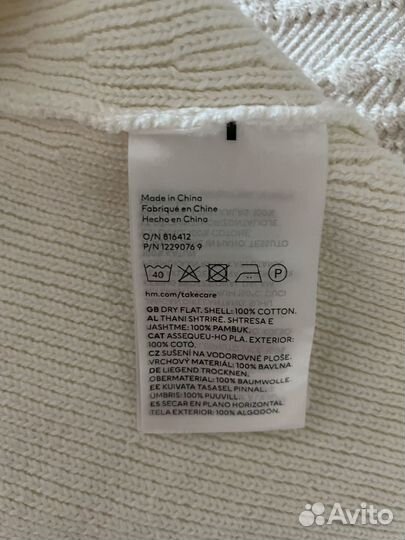 Made in China
Fabriqué en Chine
Hecho en China
O/N 816412
P/N 1229076 9
40
P
hm.com/takecare
GB DRY FLAT. SHELL: 100% COTTON.
AL THANI SHTRIRË. SHTRESA E
JASHTME: 100% PAMBUK.
CAT ASSEQUEU-HO PLA. EXTERIOR:
100% COTÓ.
CZ SUŠENÍ NA VODOROVNÉ PLOŠE.
VRCHOVÝ MATERIÁL: 100% BAVLNA.
DE LIEGEND TROCKNEN.
OBERMATERIAL: 100% BAUMWOLLE.
EE KUIVATA TASASEL PINNAL.
ÜMBRIS: 100% PUUVILL.
ES SECAR EN PLANO HORIZONTAL.
TELA EXTERIOR: 100% ALGODÓN.
Avito